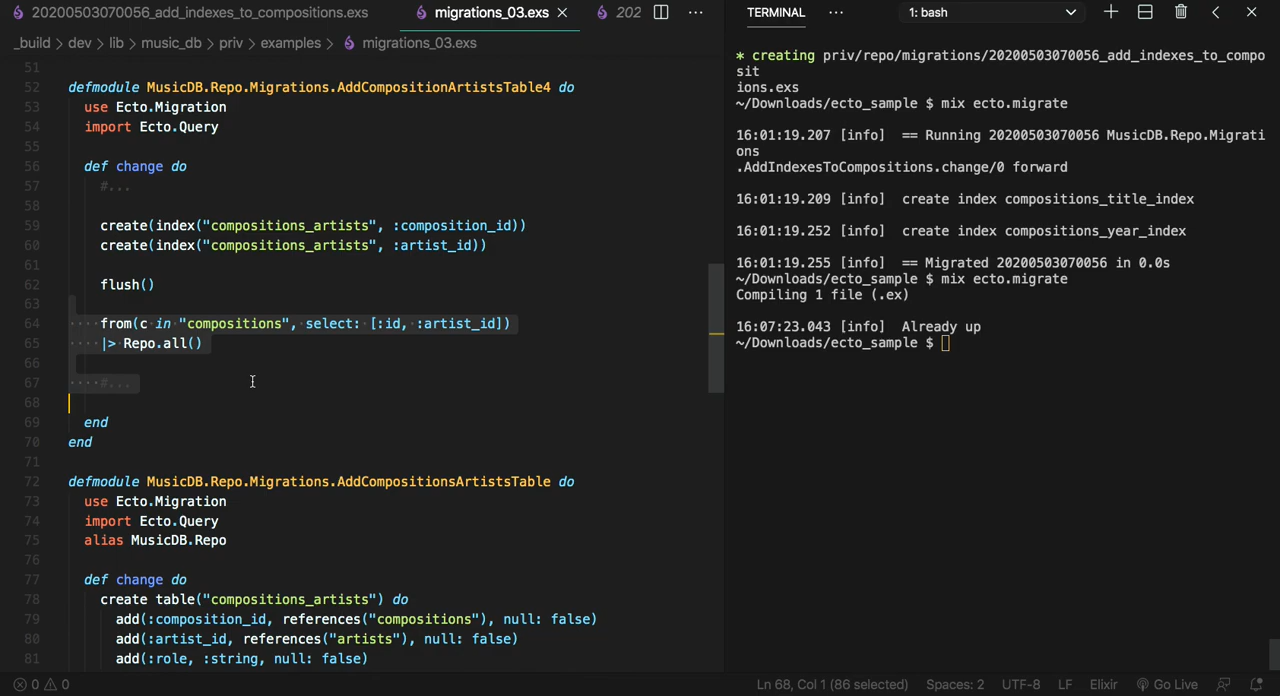 20200503070056_add_indexes_to_compositions.exs migrations_03.exs 202
_build > dev > lib > music_db > priv > examples > migrations_03.exs
51
52 defmodule MusicDB.Repo.Migrations.AddCompositionArtistsTable4 do
53 use Ecto.Migration
54 import Ecto.Query
55
56 def change do
57 #...
58
59 create(index("compositions_artists", :composition_id))
60 create(index("compositions_artists", :artist_id))
61
62 flush()
63
64 ····from(c·in·"compositions",·select:·[:id,·:artist_id])
65 ····|>·Repo.all()
66
67 ····#...
68
69 end
70 end
71
72 defmodule MusicDB.Repo.Migrations.AddCompositionsArtistsTable do
73 use Ecto.Migration
74 import Ecto.Query
75 alias MusicDB.Repo
76
77 def change do
78 create table("compositions_artists") do
79 add(:composition_id, references("compositions"), null: false)
80 add(:artist_id, references("artists"), null: false)
81 add(:role, :string, null: false)
TERMINAL ··· 1: bash
* creating priv/repo/migrations/20200503070056_add_indexes_to_compo
sit
ions.exs
~/Downloads/ecto_sample $ mix ecto.migrate
16:01:19.207 [info] == Running 20200503070056 MusicDB.Repo.Migrati
ons
.AddIndexesToCompositions.change/0 forward
16:01:19.209 [info] create index compositions_title_index
16:01:19.252 [info] create index compositions_year_index
16:01:19.255 [info] == Migrated 20200503070056 in 0.0s
~/Downloads/ecto_sample $ mix ecto.migrate
Compiling 1 file (.ex)
16:07:23.043 [info] Already up
~/Downloads/ecto_sample $
0 0 Ln 68, Col 1 (86 selected) Spaces: 2 UTF-8 LF Elixir Go Live